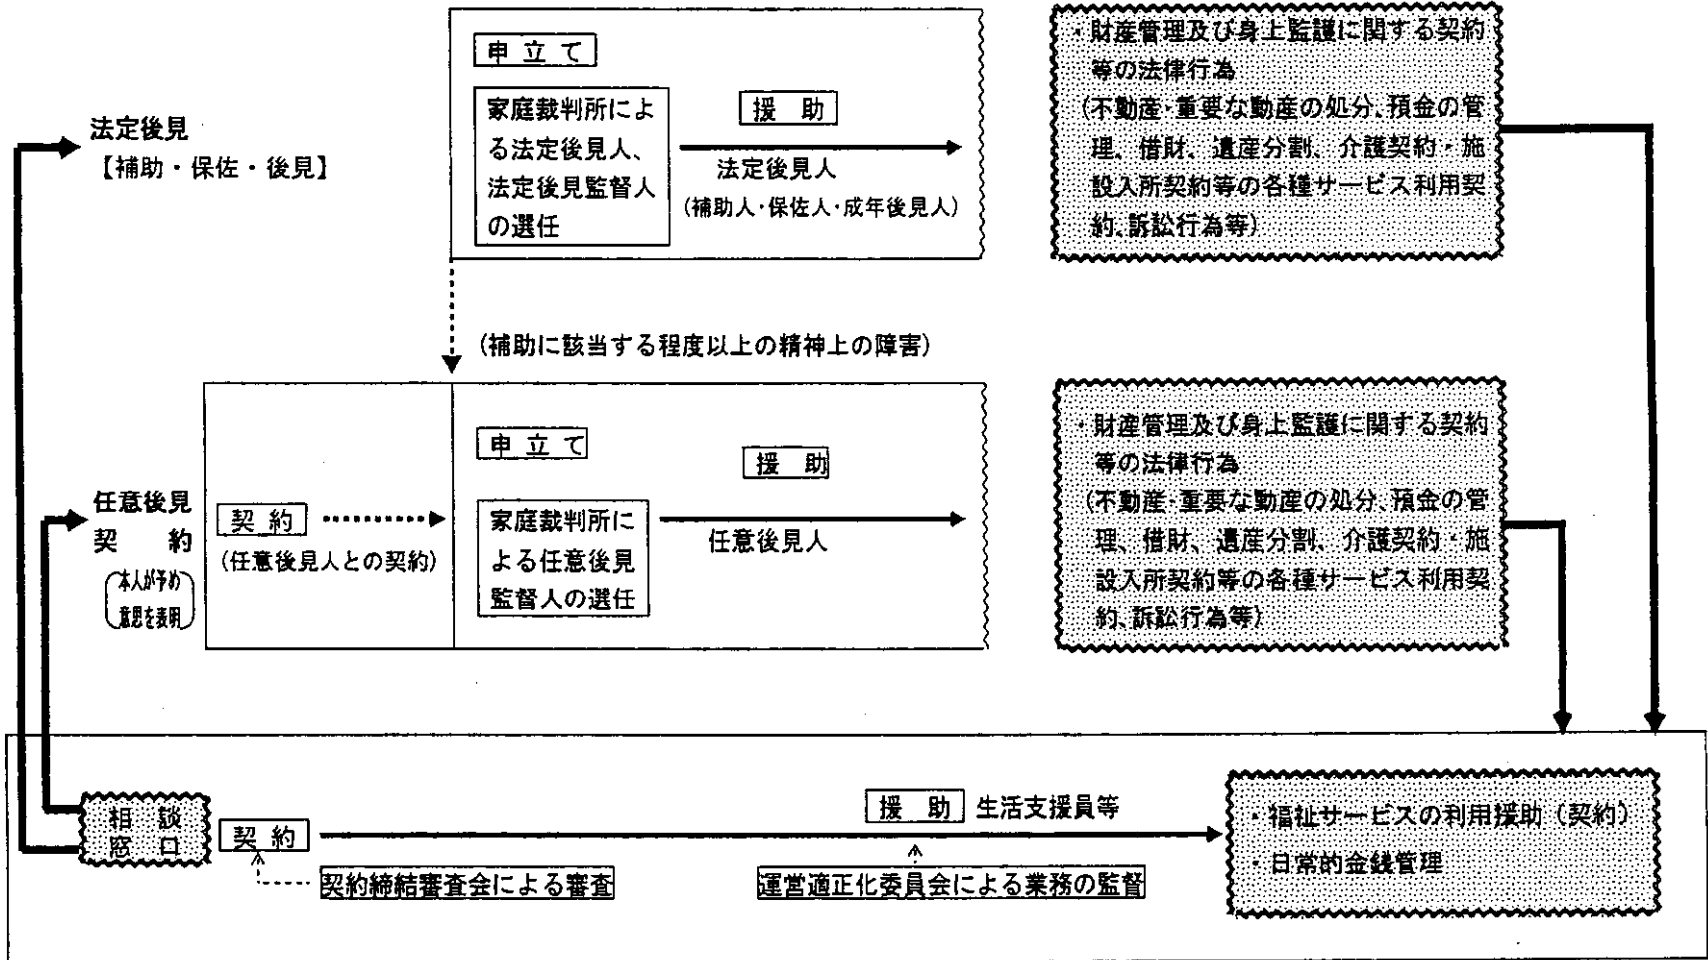 法定後見
【補助・保佐・後見】
申立て
家庭裁判所によ
る法定後見人、
法定後見監督人
の選任
援助
法定後見人
(補助人・保佐人・成年後見人)
・財産管理及び身上監護に関する契約
等の法律行為
(不動産・重要な動産の処分、預金の管
理、借財、遺産分割、介護契約・施
設入所契約等の各種サービス利用契
約、訴訟行為等)
(補助に該当する程度以上の精神上の障害)
任意後見
契約
本人が予め
意思を表明
契約
(任意後見人との契約)
申立て
家庭裁判所に
よる任意後見
監督人の選任
援助
任意後見人
・財産管理及び身上監護に関する契約
等の法律行為
(不動産・重要な動産の処分、預金の管
理、借財、遺産分割、介護契約・施
設入所契約等の各種サービス利用契
約、訴訟行為等)
相談
窓口
契約
契約締結審査会による審査
援助 生活支援員等
運営適正化委員会による業務の監督
・福祉サービスの利用援助(契約)
・日常的金銭管理